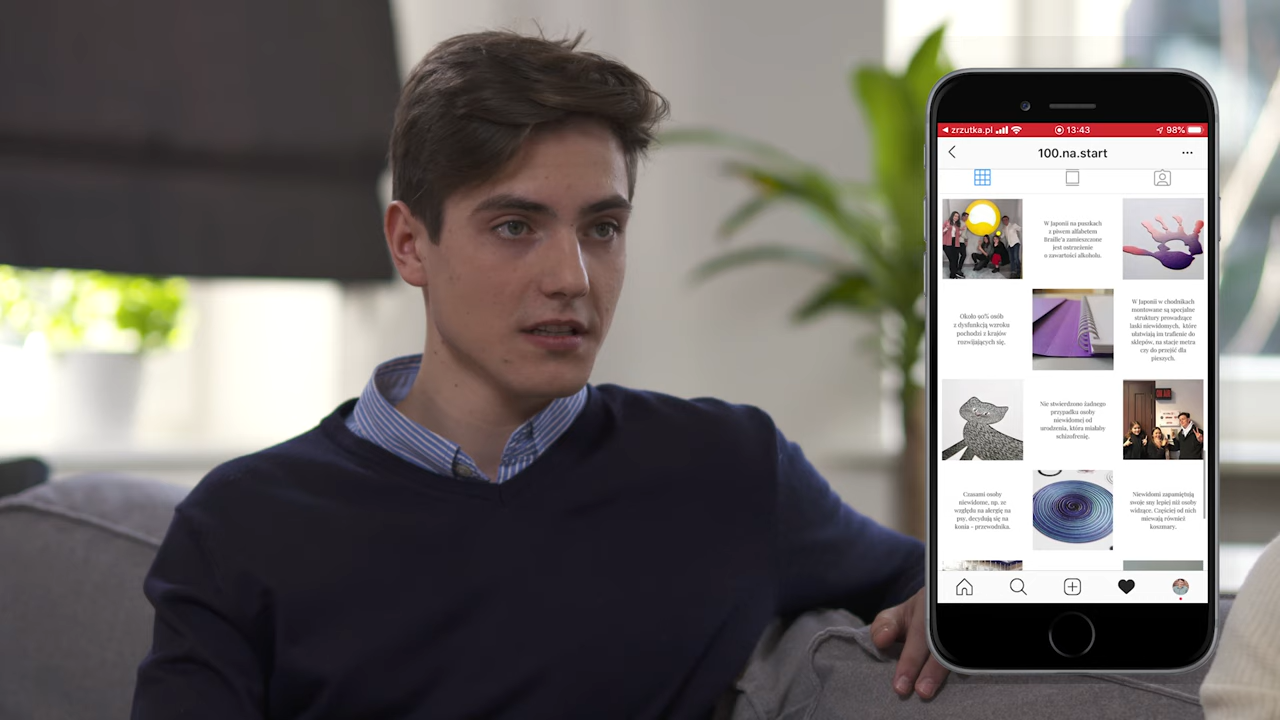 zrzutka.pl
13:43
98%
100.na.start
W Japonii na puszkach
z piwem alfabetem
Braille'a zamieszczone
jest ostrzeżenie
o zawartości alkoholu.
Około 90% osób
z dysfunkcją wzroku
pochodzi z krajów
rozwijających się.
W Japonii w chodnikach
montowane są specjalne
struktury prowadzące
laski niewidomych, które
ułatwiają im trafienie do
sklepów, na stacje metra
czy do przejść dla
pieszych.
Nie stwierdzono żadnego
przypadku osoby
niewidomej od
urodzenia, która miałaby
schizofrenię.
Czasami osoby
niewidome, np. ze
względu na alergię na
psy, decydują się na
konia - przewodnika.
Niewidomi zapamiętują
swoje sny lepiej niż osoby
widzące. Częściej od nich
miewają również
koszmary.